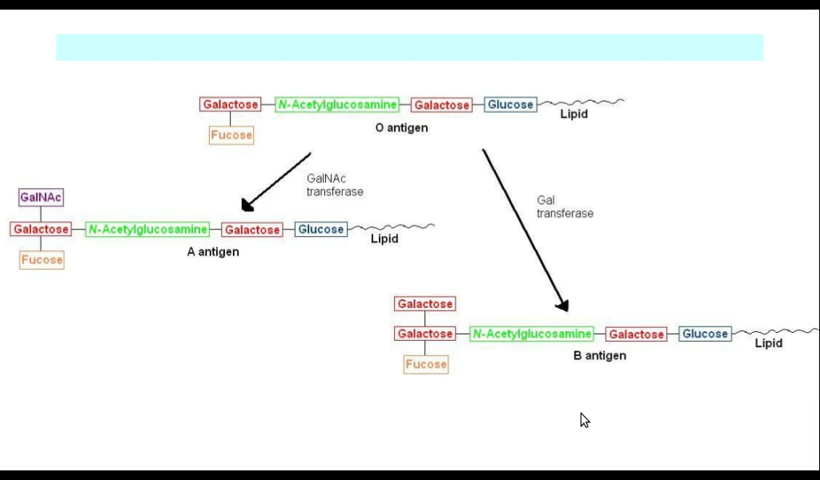 Galactose N-Acetylglucosamine Galactose Glucose
Lipid
Fucose
O antigen
GalNAc
transferase
Gal
transferase
GalNAc
Galactose N-Acetylglucosamine Galactose Glucose
Lipid
Fucose
A antigen
Galactose
Galactose N-Acetylglucosamine Galactose Glucose
Lipid
Fucose
B antigen